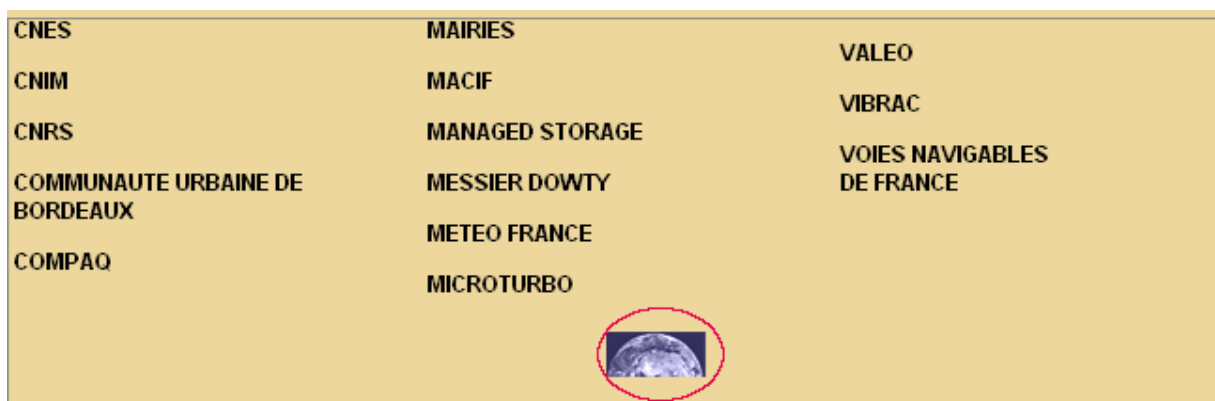 CNES
CNIM
CNRS
COMMUNAUTE URBAINE DE
BORDEAUX
COMPAQ
MAIRIES
MACIF
MANAGED STORAGE
MESSIER DOWTY
METEO FRANCE
MICROTURBO
VALEO
VIBRAC
VOIES NAVIGABLES
DE FRANCE